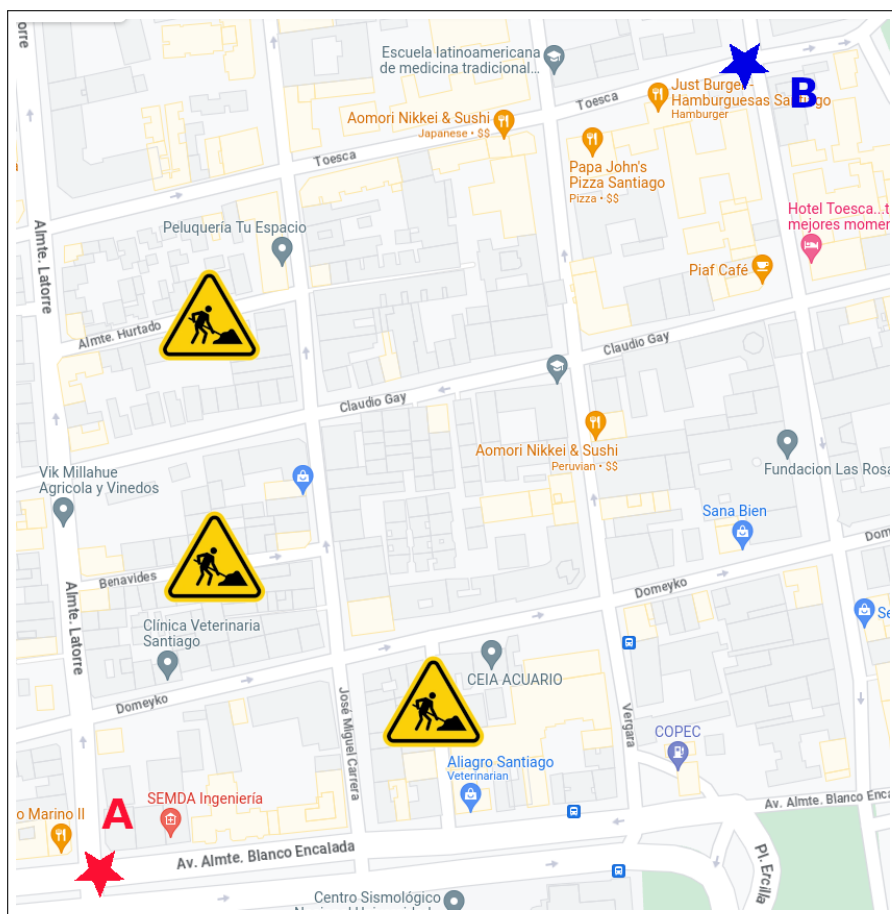 orre
Escuela latinoamericana
de medicina tradicional...
Toesca
B
Just Burger -
Hamburguesas Santiago
Hamburger
Aomori Nikkei & Sushi
Japanese • $$
Toesca
Papa John's
Pizza Santiago
Pizza • $$
Almte. Latorre
Peluquería Tu Espacio
Hotel Toesca...t
mejores momen
Piaf Café
Almte. Hurtado
Claudio Gay
Claudio Gay
Aomori Nikkei & Sushi
Peruvian • $$
Vik Millahue
Agricola y Vinedos
Fundacion Las Rosa
Sana Bien
Dom
Benavides
Almte. Latorre
Domeyko
Clínica Veterinaria
Santiago
Se
CEIA ACUARIO
Domeyko
José Miguel Carrera
Vergara
COPEC
Aliagro Santiago
Veterinarian
A
SEMDA Ingeniería
Av. Almte. Blanco Enca
o Marino II
Av. Almte. Blanco Encalada
Pl. Ercilla
Centro Sismológico